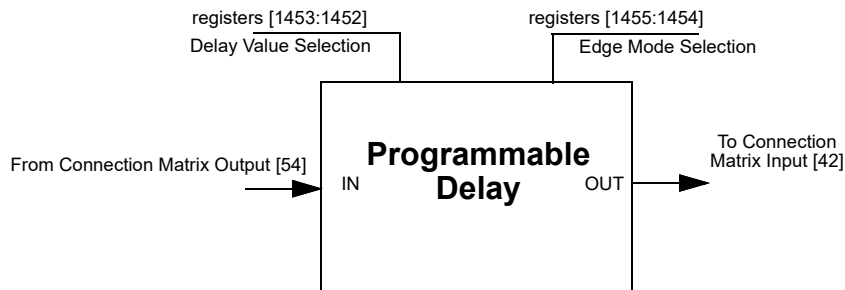 registers [1453:1452]
registers [1455:1454]
Delay Value Selection
Edge Mode Selection
From Connection Matrix Output [54]
IN
Programmable
Delay
OUT
To Connection
Matrix Input [42]